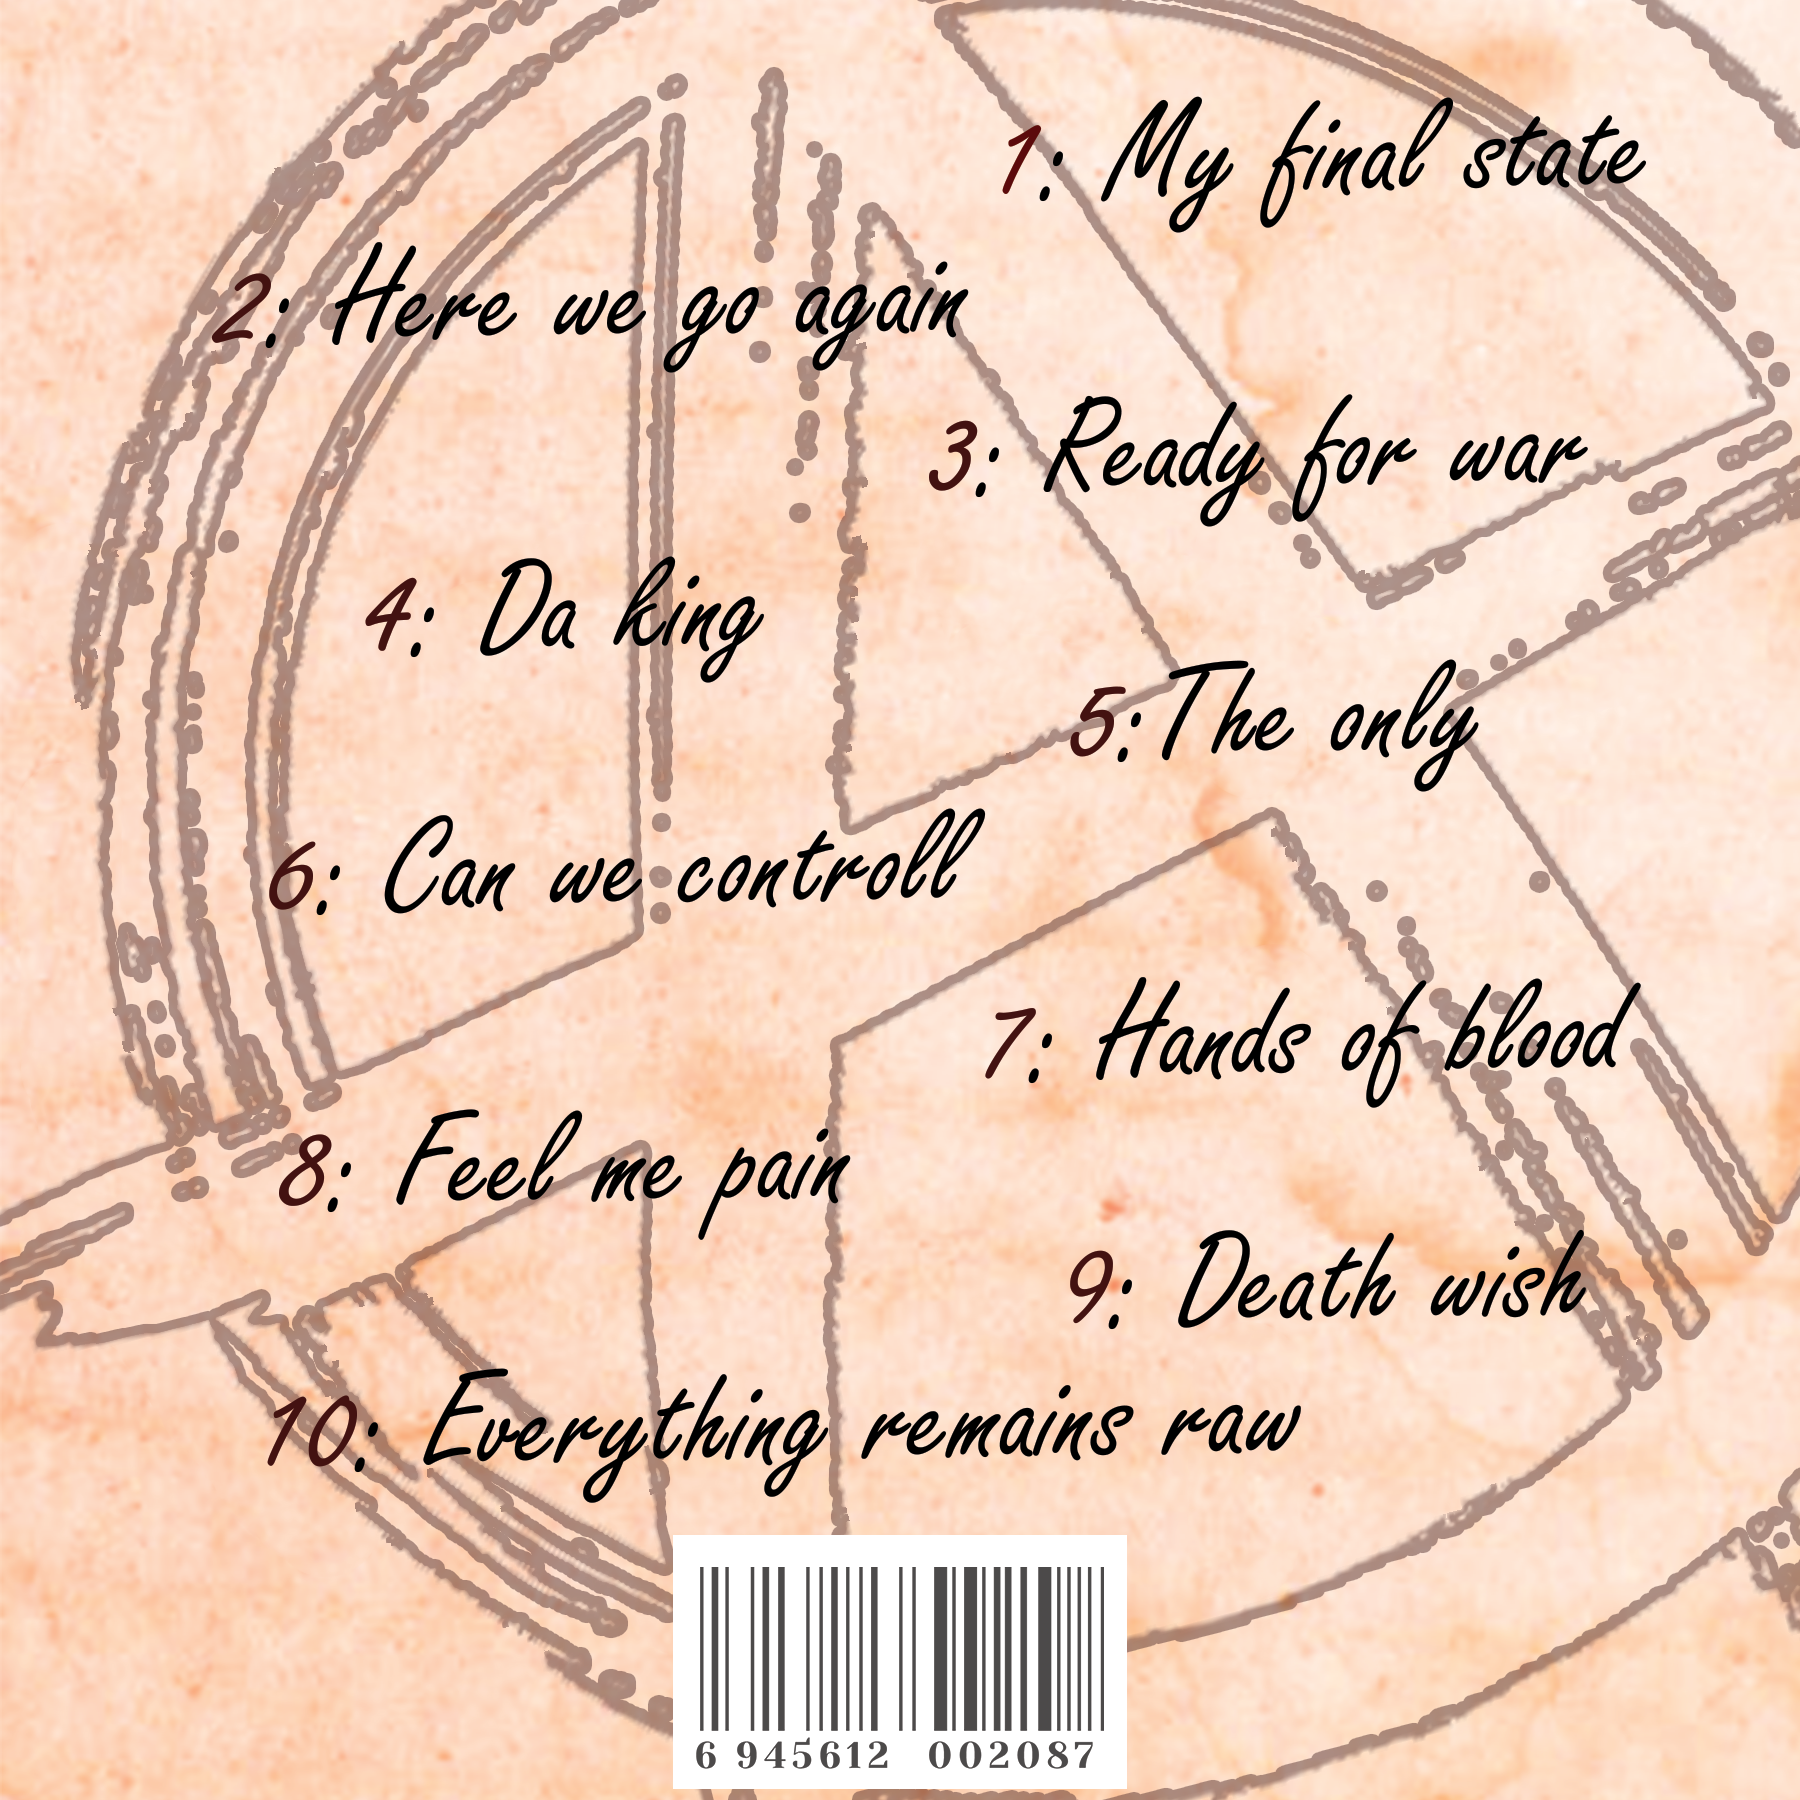 1: My final state
2: Here we go again
3: Ready for war
4: Da king
5:The only
6: Can we controll
7: Hands of blood
8: Feel me pain
9: Death wish
10: Everything remains raw
6 945612 002087